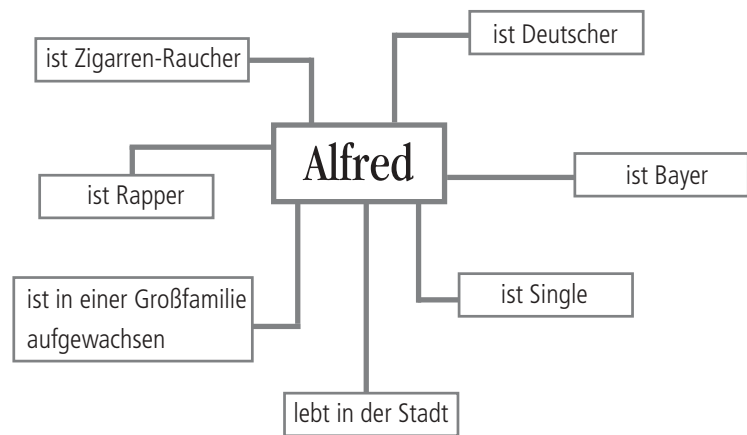 ist Deutscher
ist Zigarren-Raucher
Alfred
ist Bayer
ist Rapper
ist Single
ist in einer Großfamilie
aufgewachsen
lebt in der Stadt